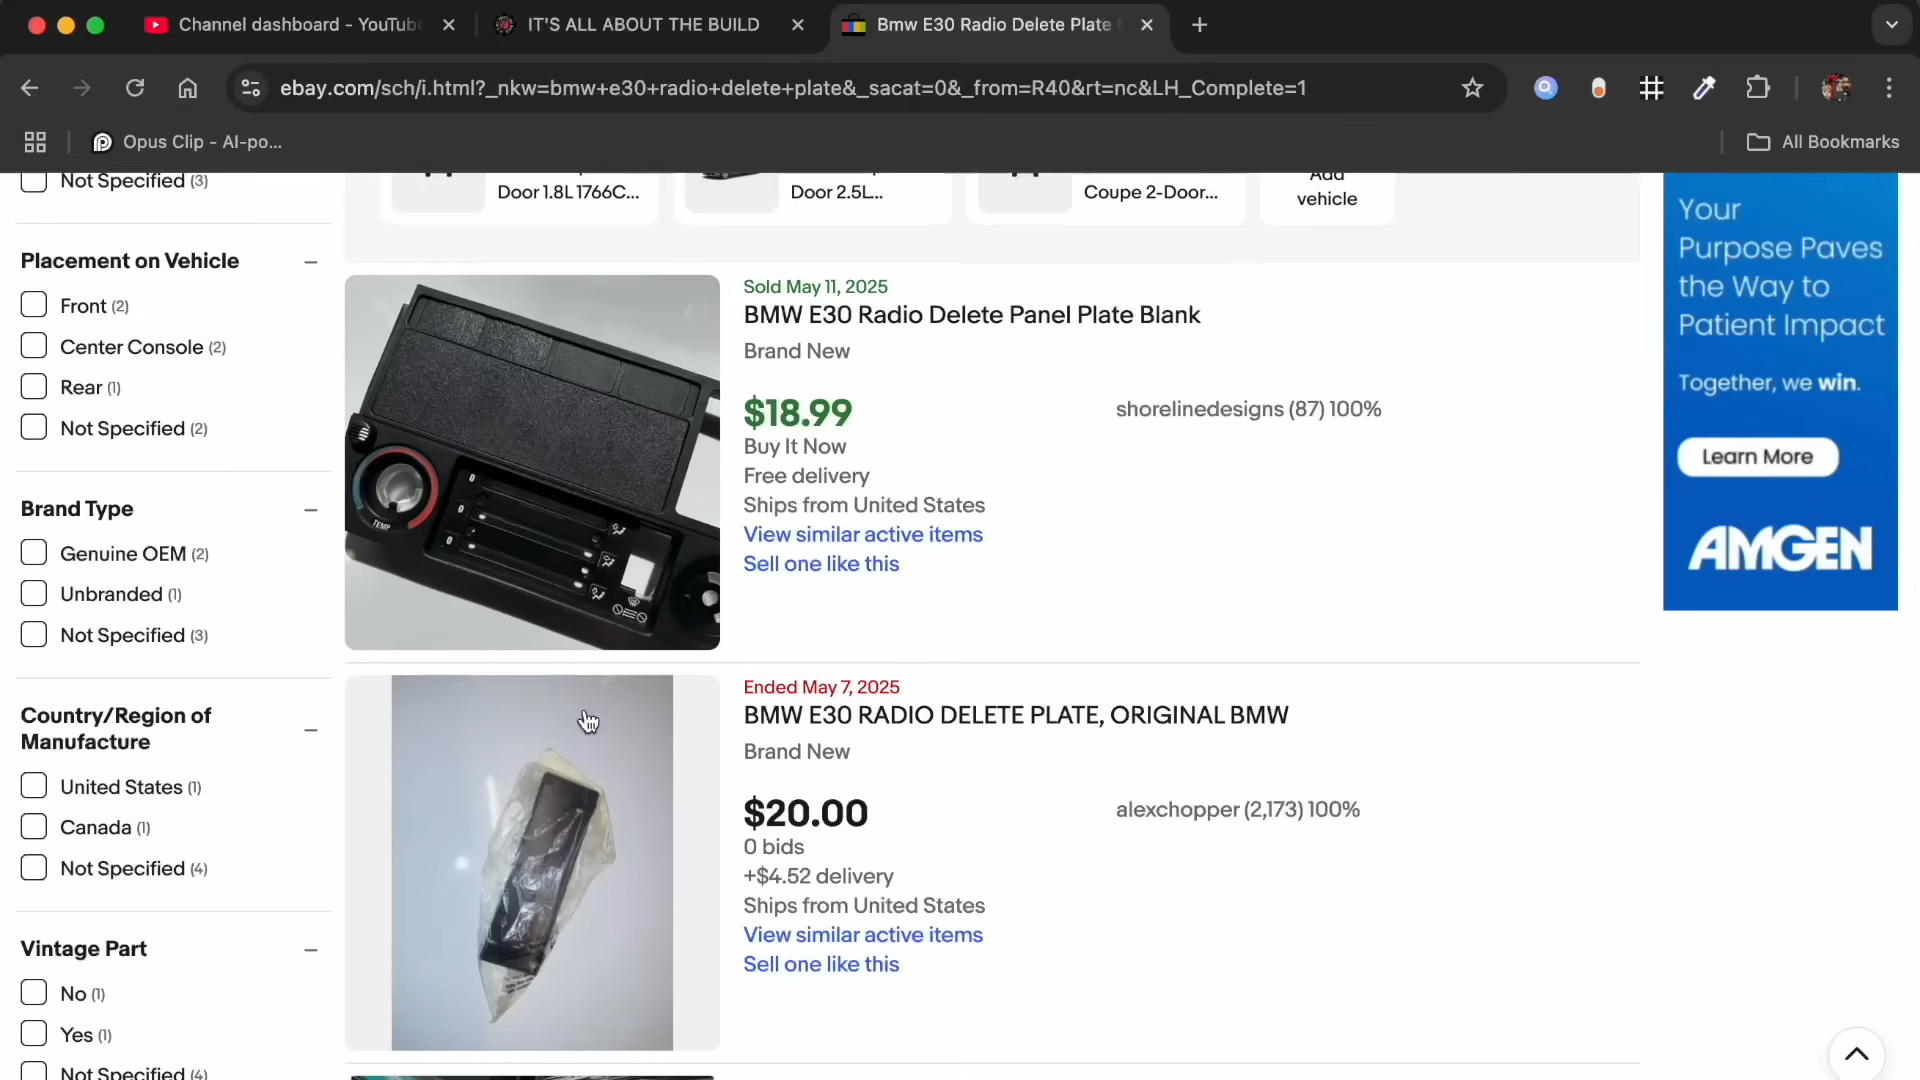 Channel dashboard - YouTube
IT'S ALL ABOUT THE BUILD
Bmw E30 Radio Delete Plate
ebay.com/sch/i.html?_nkw=bmw+e30+radio+delete+plate&_sacat=0&_from=R40&rt=nc&LH_Complete=1
Opus Clip - AI-po...
All Bookmarks
Not Specified (3)
Placement on Vehicle
Front (2)
Center Console (2)
Rear (1)
Not Specified (2)
Brand Type
Genuine OEM (2)
Unbranded (1)
Not Specified (3)
Country/Region of
Manufacture
United States (1)
Canada (1)
Not Specified (4)
Vintage Part
No (1)
Yes (1)
Not Specified (4)
Door 1.8L 1766C...
Door 2.5L...
Coupe 2-Door...
Add
vehicle
TEMP
0
0
0
Sold May 11, 2025
BMW E30 Radio Delete Panel Plate Blank
Brand New
$18.99
Buy It Now
Free delivery
Ships from United States
View similar active items
Sell one like this
shorelinedesigns (87) 100%
Ended May 7, 2025
BMW E30 RADIO DELETE PLATE, ORIGINAL BMW
Brand New
$20.00
0 bids
+$4.52 delivery
Ships from United States
View similar active items
Sell one like this
alexchopper (2,173) 100%
Your
Purpose Paves
the Way to
Patient Impact
Together, we win.
Learn More
AMGEN